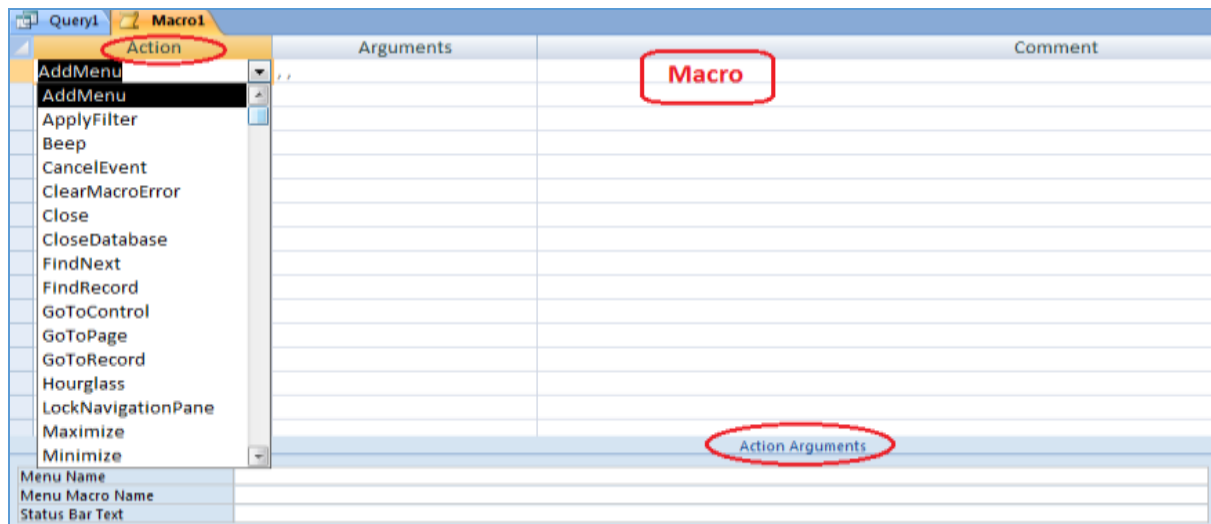 Query1 Macro1
Action Arguments Comment
AddMenu , ,
Macro
AddMenu
ApplyFilter
Beep
CancelEvent
ClearMacroError
Close
CloseDatabase
FindNext
FindRecord
GoToControl
GoToPage
GoToRecord
Hourglass
LockNavigationPane
Maximize
Minimize
Action Arguments
Menu Name
Menu Macro Name
Status Bar Text